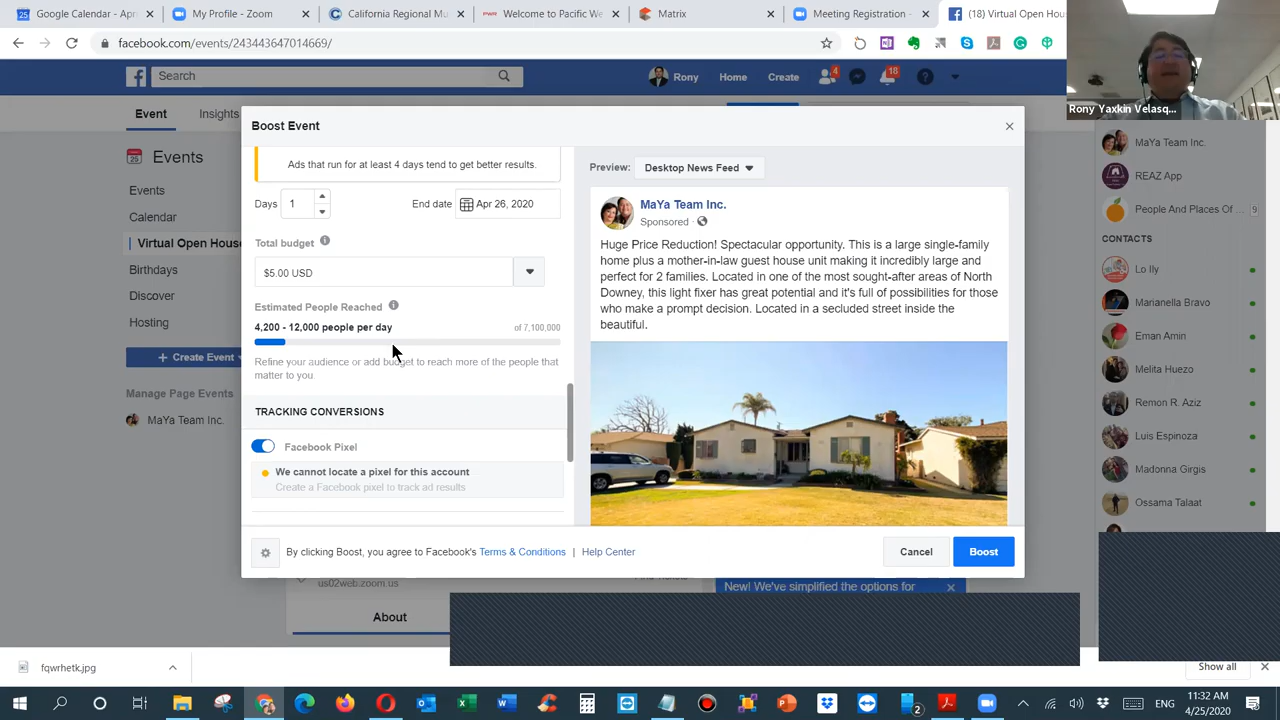 Google Calendar - Apr
My Profile - Zoom
California Regional Mu
PWR
Welcome to Pacific We
Matrix
Meeting Registration -
(18) Virtual Open Hou
facebook.com/events/243443647014669/
Search
Rony
Home
Create
4
18
Rony Yaxkin Velasq...
Event
Insights
Events
Events
Calendar
Virtual Open House
Birthdays
Discover
Hosting
+ Create Event
Manage Page Events
MaYa Team Inc.
Boost Event
Ads that run for at least 4 days tend to get better results.
Days
1
End date
Apr 26, 2020
Total budget
$5.00 USD
Estimated People Reached
4,200 - 12,000 people per day
of 7,100,000
Refine your audience or add budget to reach more of the people that
matter to you.
TRACKING CONVERSIONS
Facebook Pixel
We cannot locate a pixel for this account
Create a Facebook pixel to track ad results
Preview:
Desktop News Feed
MaYa Team Inc.
Sponsored ·
Huge Price Reduction! Spectacular opportunity. This is a large single-family
home plus a mother-in-law guest house unit making it incredibly large and
perfect for 2 families. Located in one of the most sought-after areas of North
Downey, this light fixer has great potential and it's full of possibilities for those
who make a prompt decision. Located in a secluded street inside the
beautiful.
By clicking Boost, you agree to Facebook's Terms & Conditions | Help Center
Cancel
Boost
us02web.zoom.us
Find Tickets
New! We've simplified the options for
About
MaYa Team Inc.
REAZ App
People And Places Of ...
9
CONTACTS
Lo Ily
Marianella Bravo
Eman Amin
Melita Huezo
Remon R. Aziz
Luis Espinoza
Madonna Girgis
Ossama Talaat
fqwrhetk.jpg
Show all
2
ENG
11:32 AM
4/25/2020